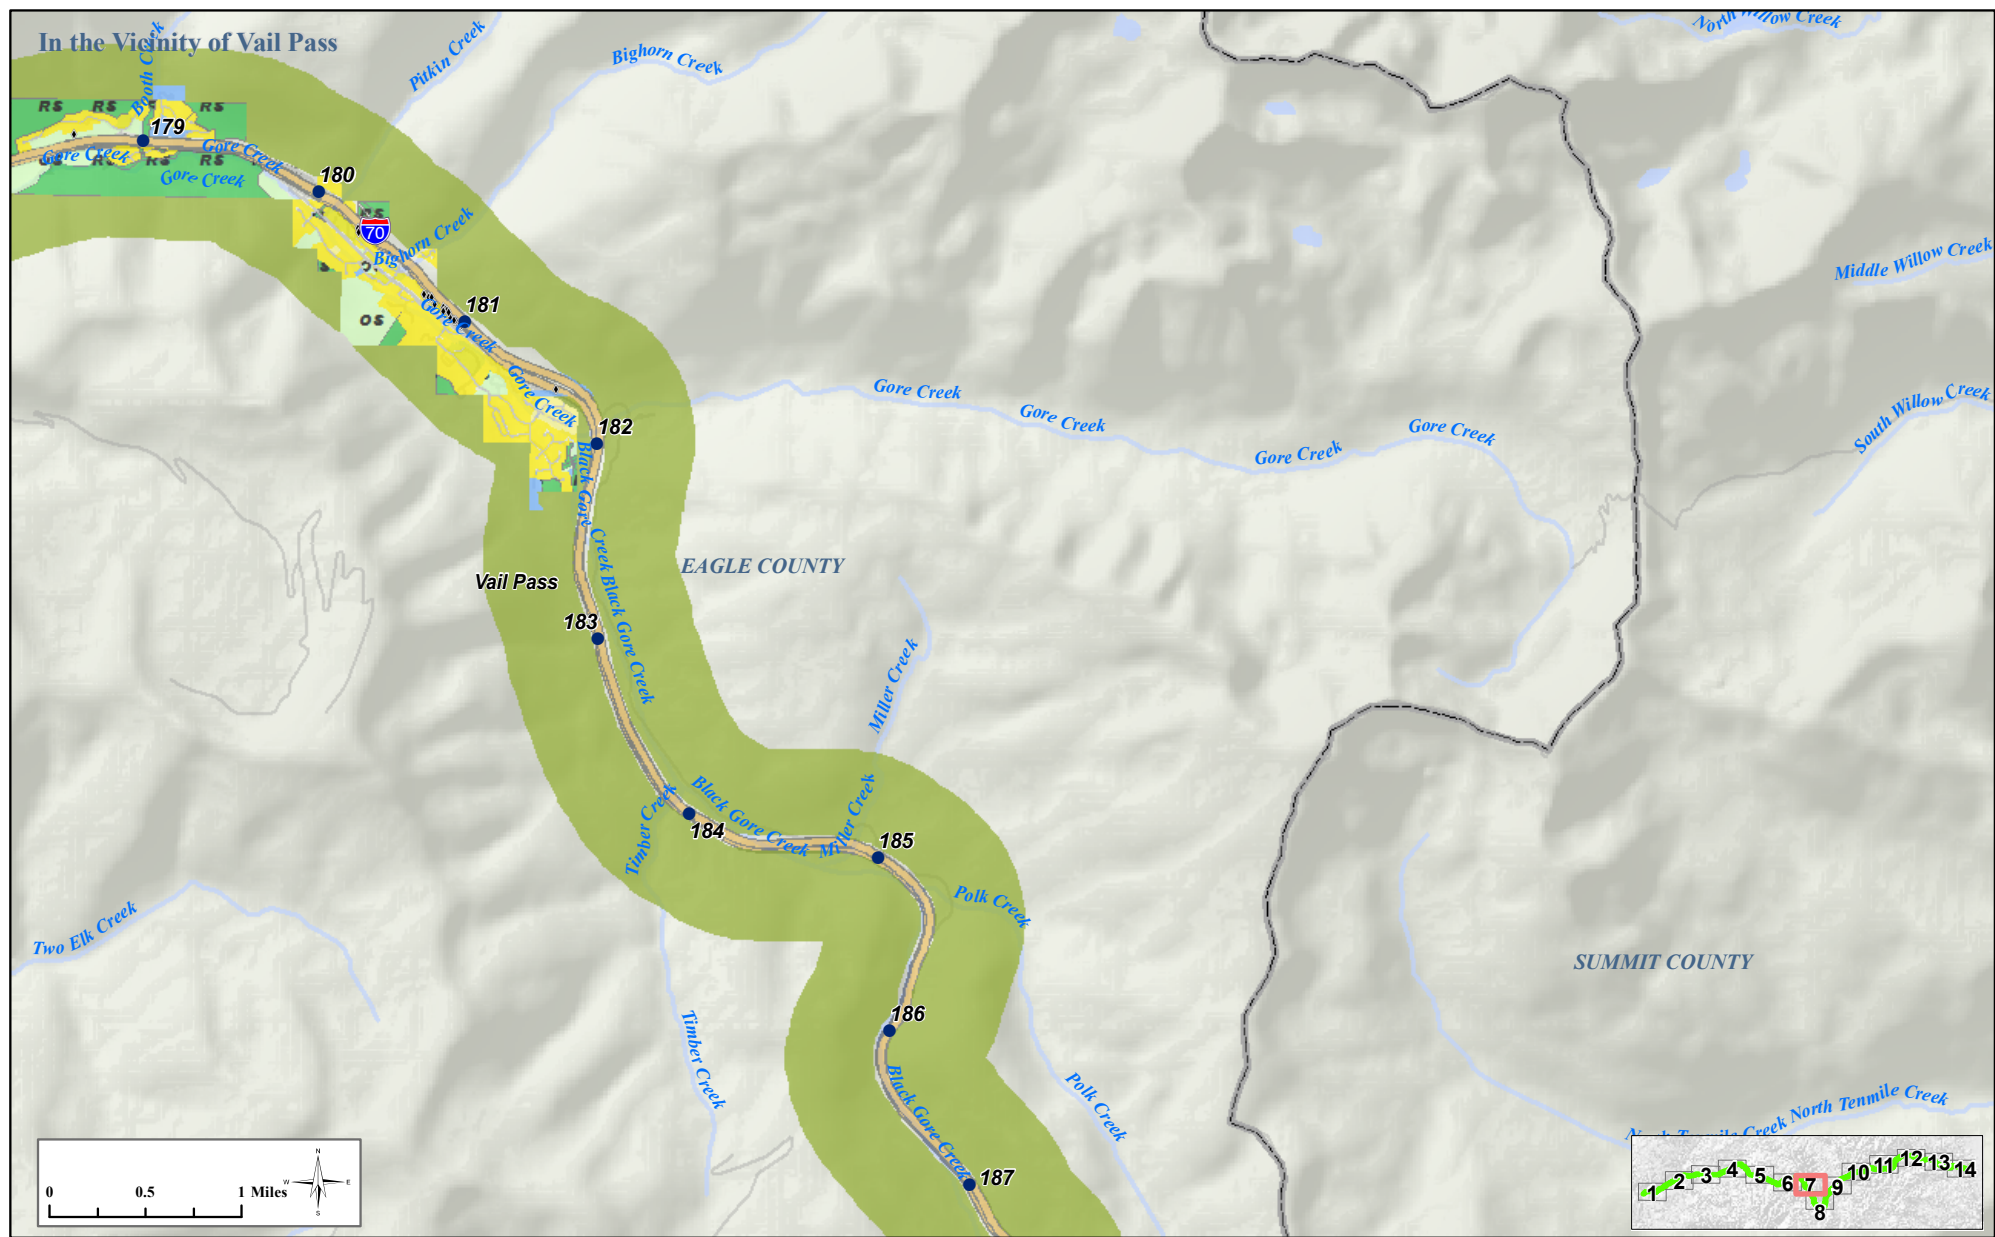 In the Vicinity of Vail Pass
Booth Creek
Pitkin Creek
Bighorn Creek
North Willow Creek
RS RS RS
179
Gore Creek
Gore Creek
RS RS
Gore Creek
180
70
Bighorn Creek
Middle Willow Creek
181
OS
Gore Creek
Gore Creek
Gore Creek
Gore Creek
Gore Creek
Gore Creek
South Willow Creek
182
Black Gore Creek
EAGLE COUNTY
Vail Pass
183
Black Gore Creek
Miller Creek
Timber Creek
184
Black Gore Creek
Miller Creek
185
Polk Creek
Two Elk Creek
SUMMIT COUNTY
186
Timber Creek
Black Gore Creek
Polk Creek
187
North Tenmile Creek
North Tenmile Creek
N
W E
S
0 0.5 1 Miles
1 2 3 4 5 6 7 8 9 10 11 12 13 14